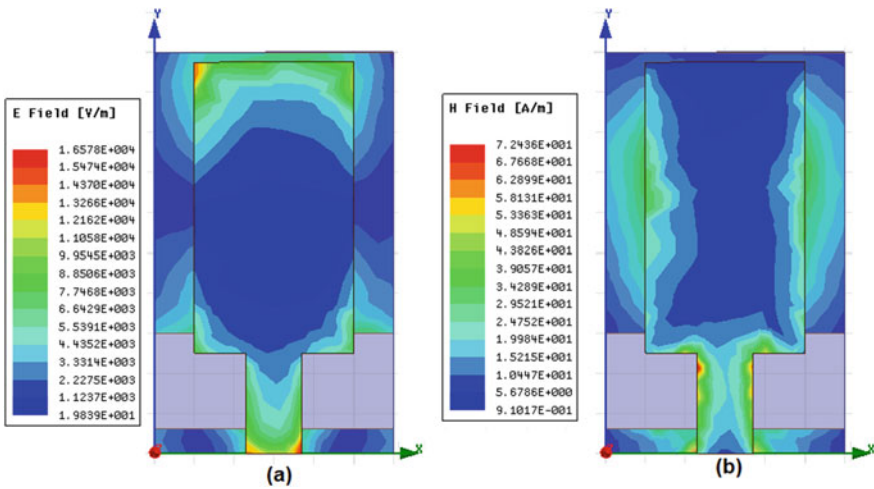 Y
E Field [V/m]
1.6578E+004
1.5474E+004
1.4370E+004
1.3266E+004
1.2162E+004
1.1058E+004
9.9545E+003
8.8506E+003
7.7468E+003
6.6429E+003
5.5391E+003
4.4352E+003
3.3314E+003
2.2275E+003
1.1237E+003
1.9839E+001
X
(a)
Y
H Field [A/m]
7.2436E+001
6.7668E+001
6.2899E+001
5.8131E+001
5.3363E+001
4.8594E+001
4.3826E+001
3.9057E+001
3.4289E+001
2.9521E+001
2.4752E+001
1.9984E+001
1.5215E+001
1.0447E+001
5.6786E+000
9.1017E-001
X
(b)